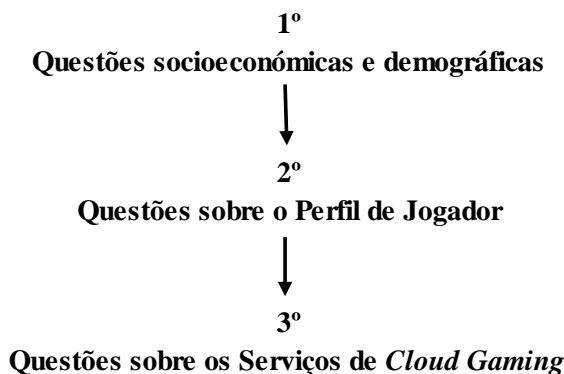 1º
Questões socioeconómicas e demográficas
2º
Questões sobre o Perfil de Jogador
3º
Questões sobre os Serviços de Cloud Gaming